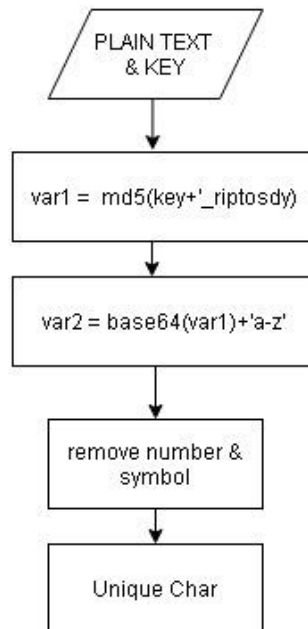 PLAIN TEXT
& KEY
var1 = md5(key+'_riptosdy)
var2 = base64(var1)+'a-z'
remove number &
symbol
Unique Char